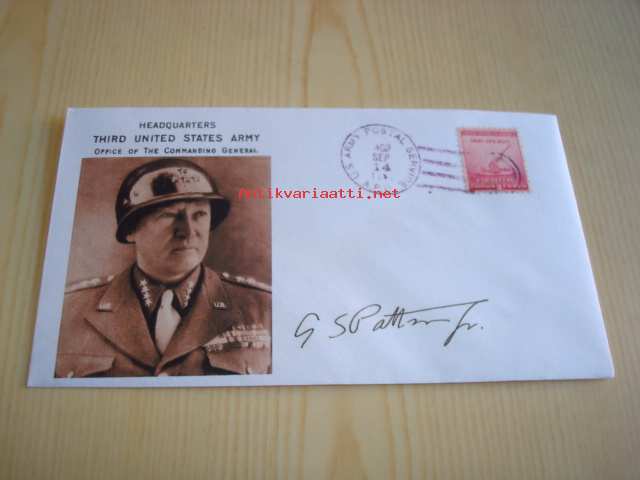 HEADQUARTERS
THIRD UNITED STATES ARMY
OFFICE OF THE COMMANDING GENERAL
U.S. ARMY POSTAL SERVICE
SEP
14
Antikvariaatti.net
U.S.
G S Patton Jr.